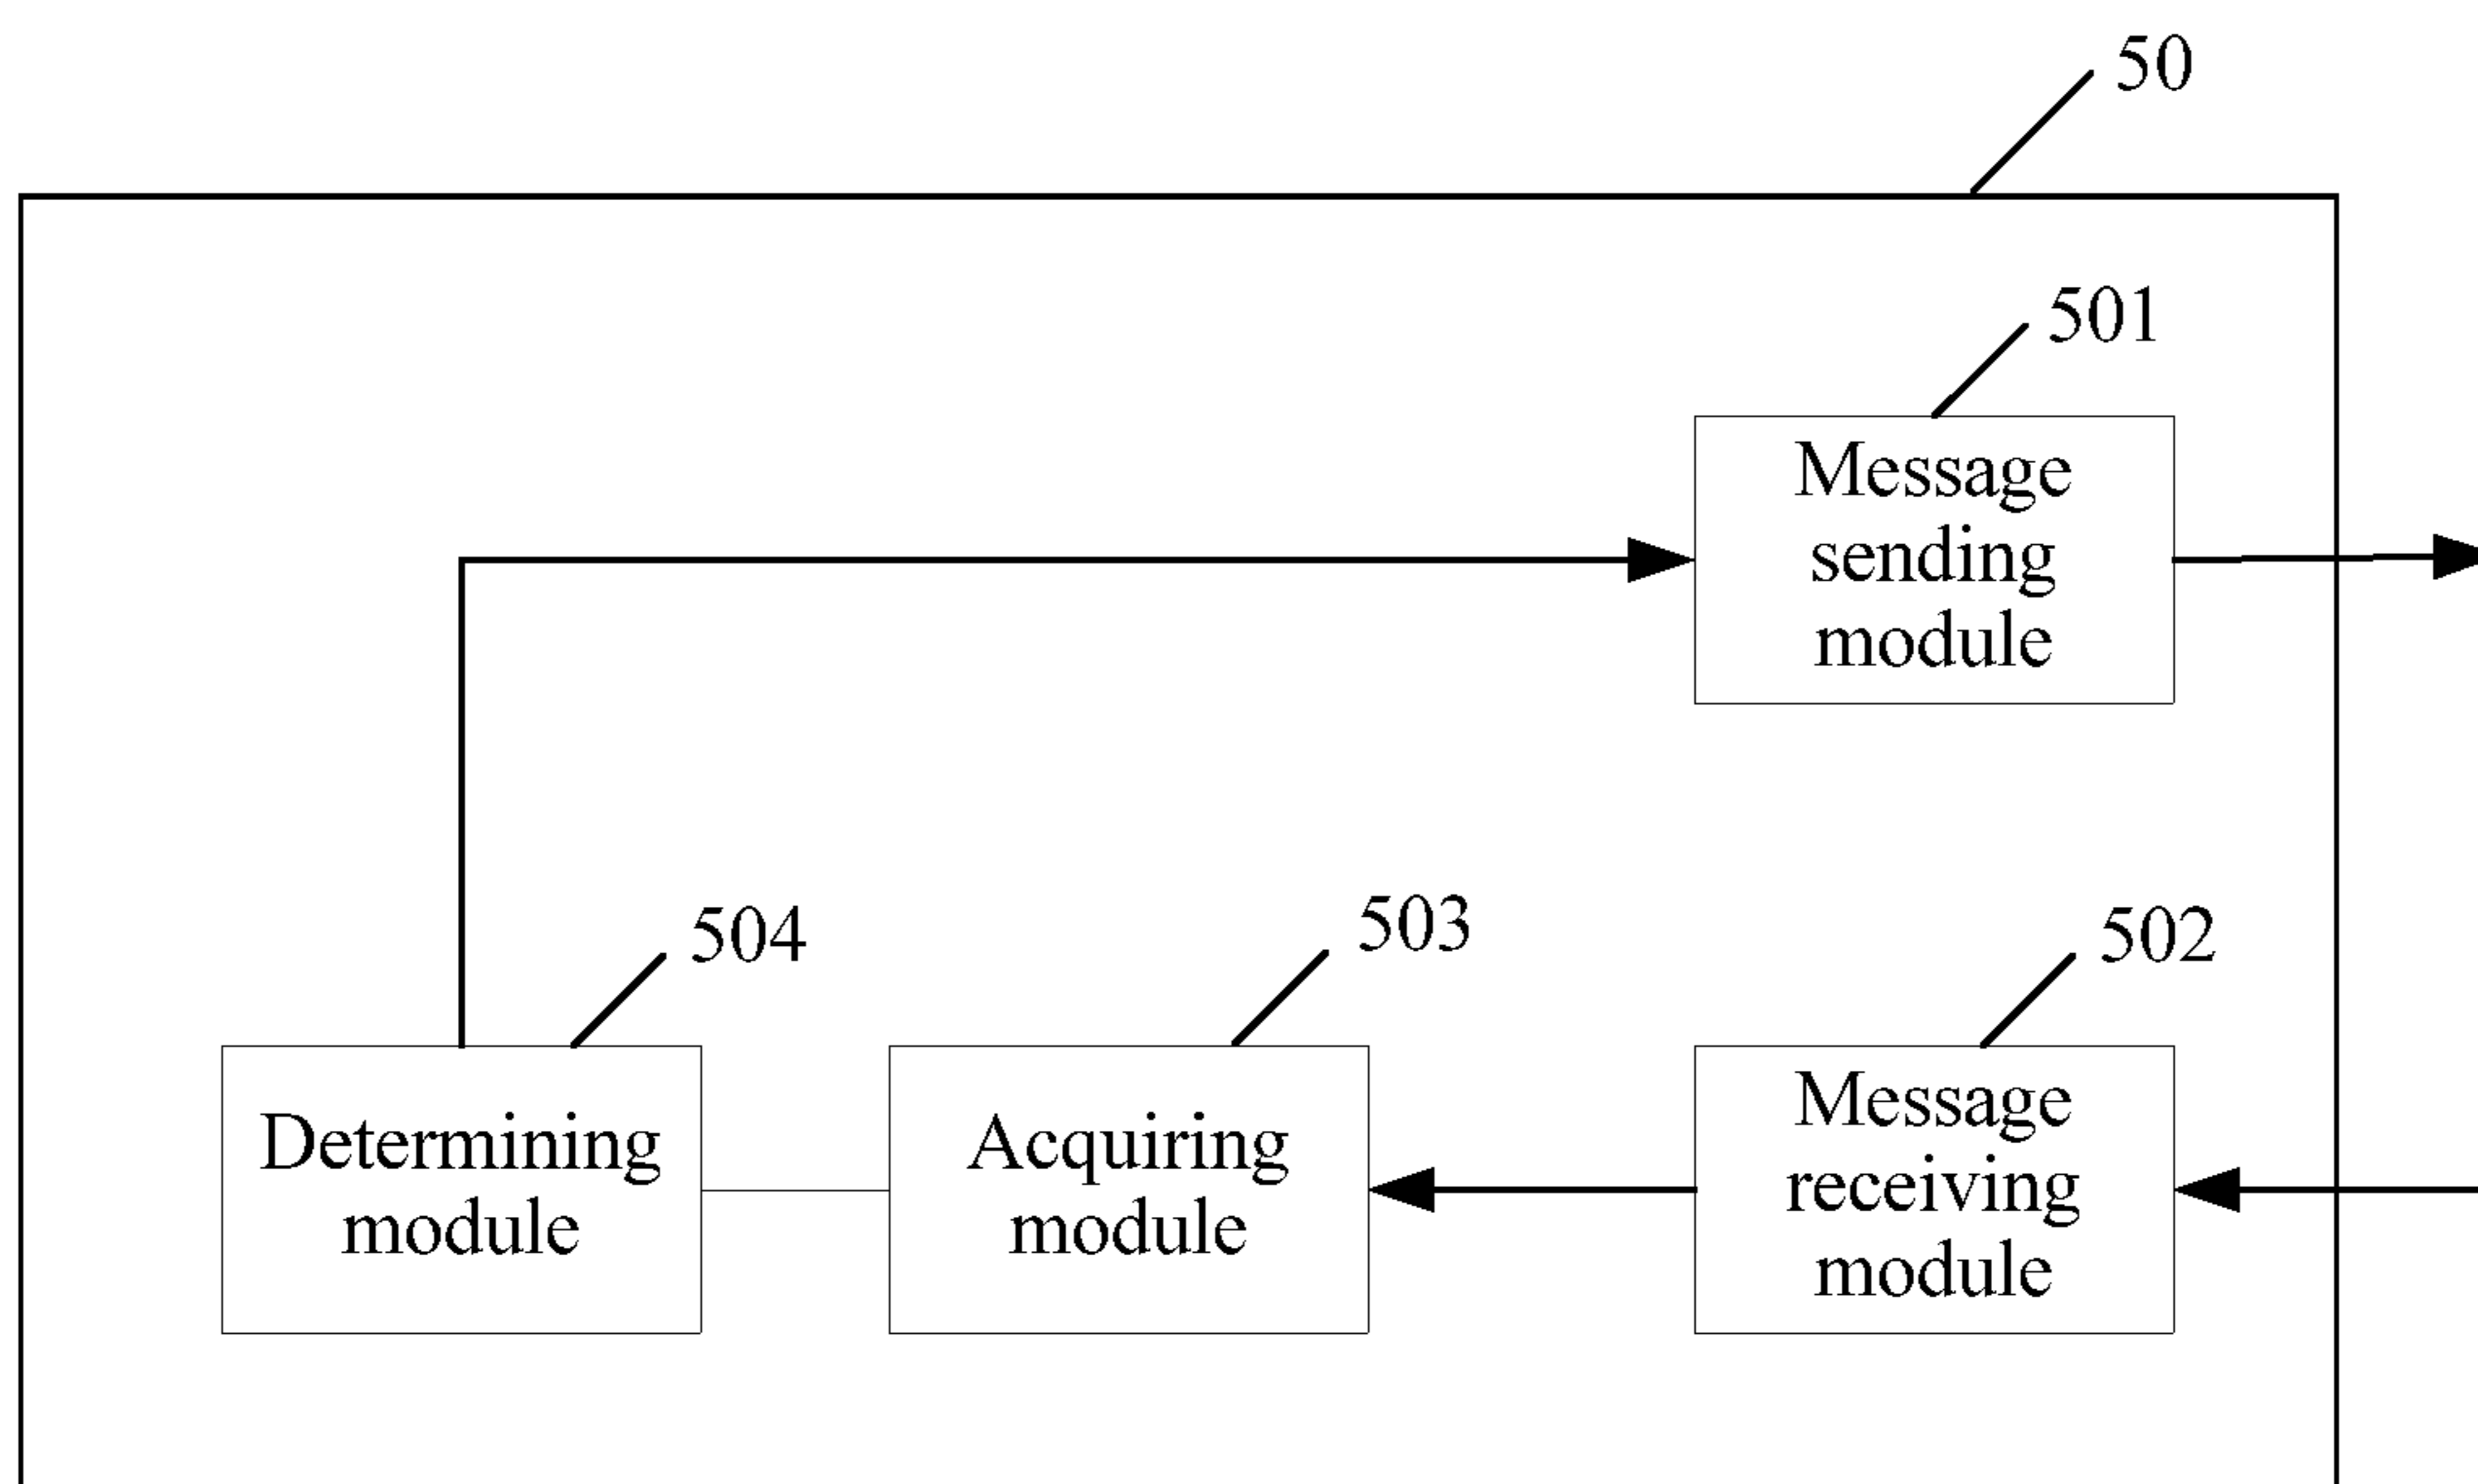 50
501
Message
sending
module
504
503
502
Determining
module
Acquiring
module
Message
receiving
module